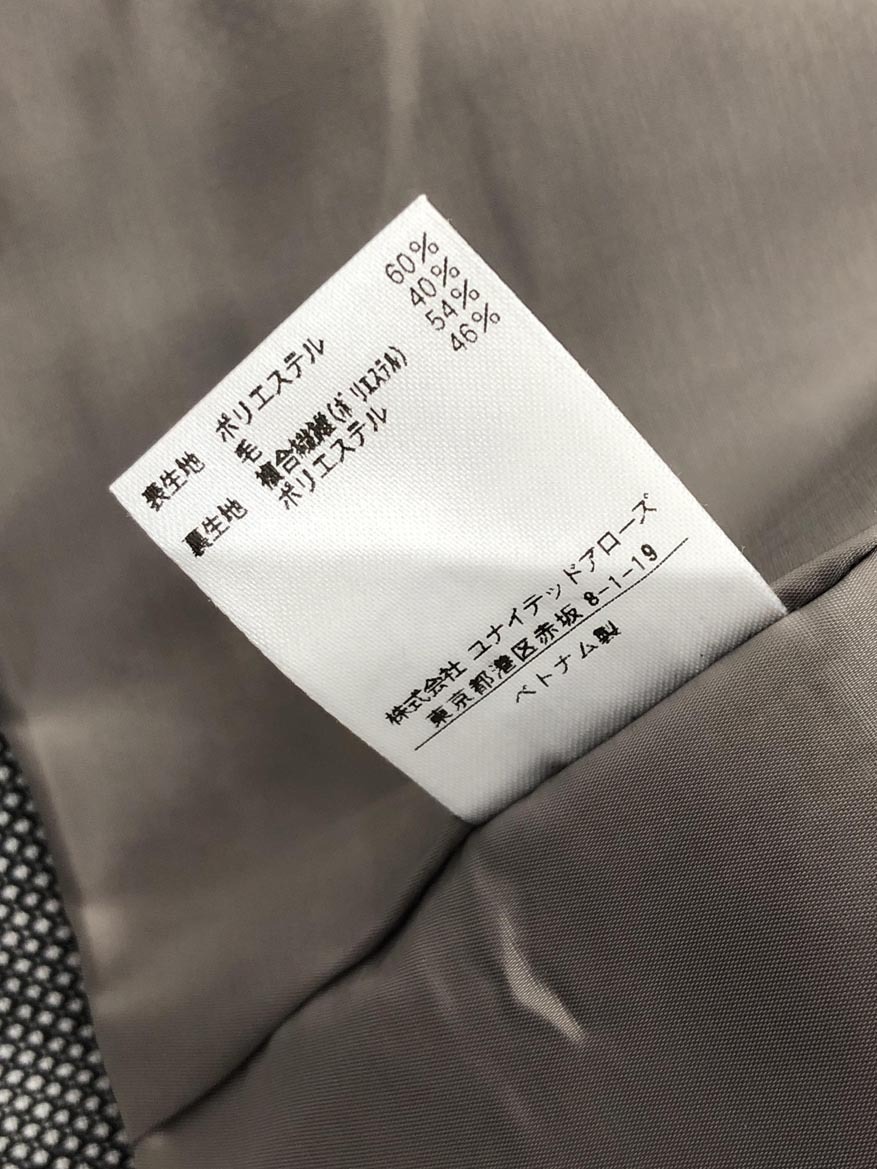 表生地 ポリエステル 60%
毛 40%
裏生地 複合繊維(ポリエステル) 54%
ポリエステル 46%
株式会社 ユナイテッドアローズ
東京都港区赤坂 8-1-19
ベトナム製